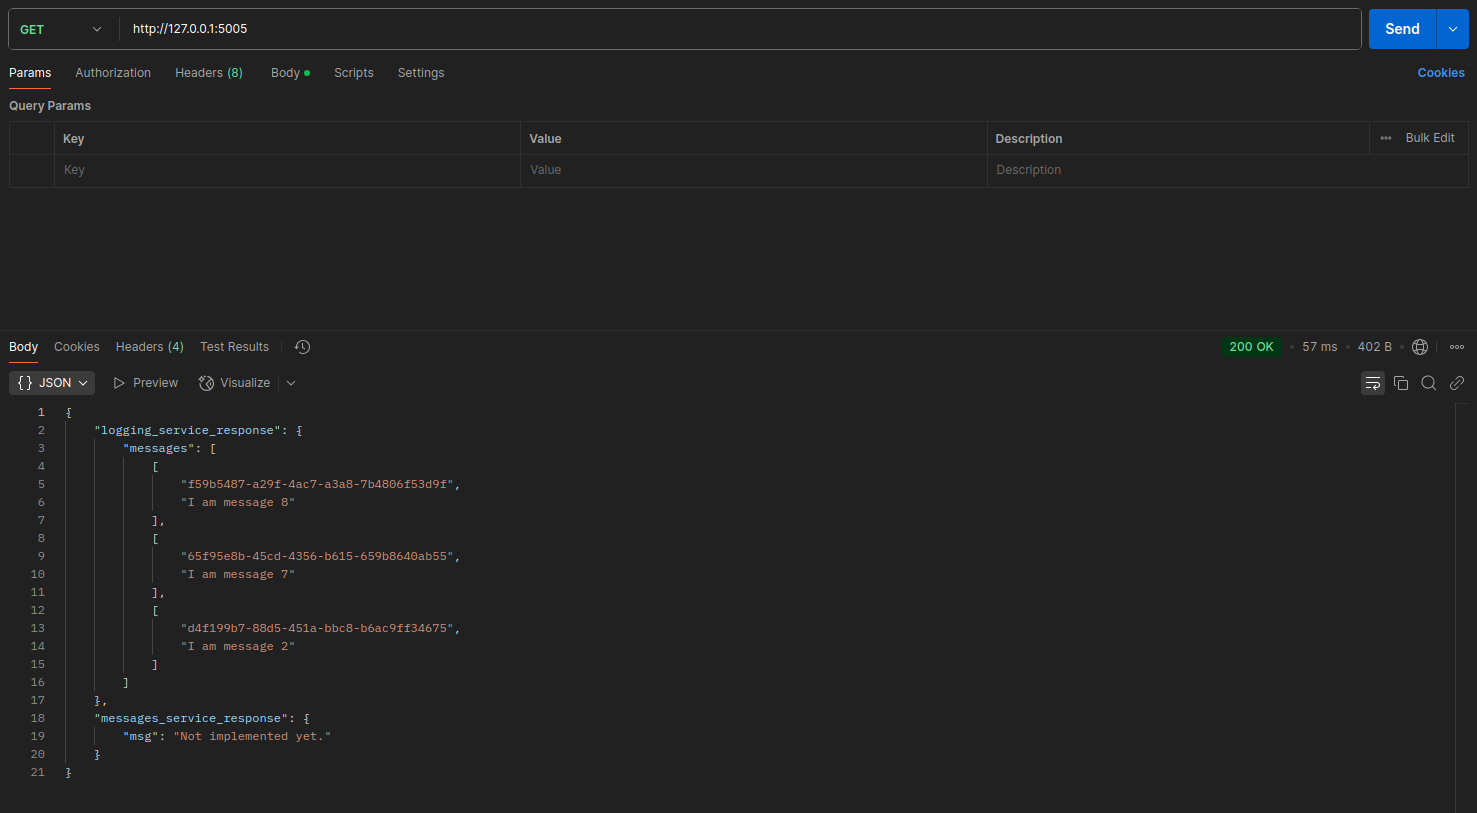 GET http://127.0.0.1:5005 Send
Params Authorization Headers (8) Body Scripts Settings Cookies
Query Params
Key Value Description Bulk Edit
Key Value Description
Body Cookies Headers (4) Test Results 200 OK 57 ms 402 B
{} JSON Preview Visualize
1 {
2 "logging_service_response": {
3 "messages": [
4 [
5 "f59b5487-a29f-4ac7-a3a8-7b4806f53d9f",
6 "I am message 8"
7 ],
8 [
9 "65f95e8b-45cd-4356-b615-659b8640ab55",
10 "I am message 7"
11 ],
12 [
13 "d4f199b7-88d5-451a-bbc8-b6ac9ff34675",
14 "I am message 2"
15 ]
16 ]
17 },
18 "messages_service_response": {
19 "msg": "Not implemented yet."
20 }
21 }